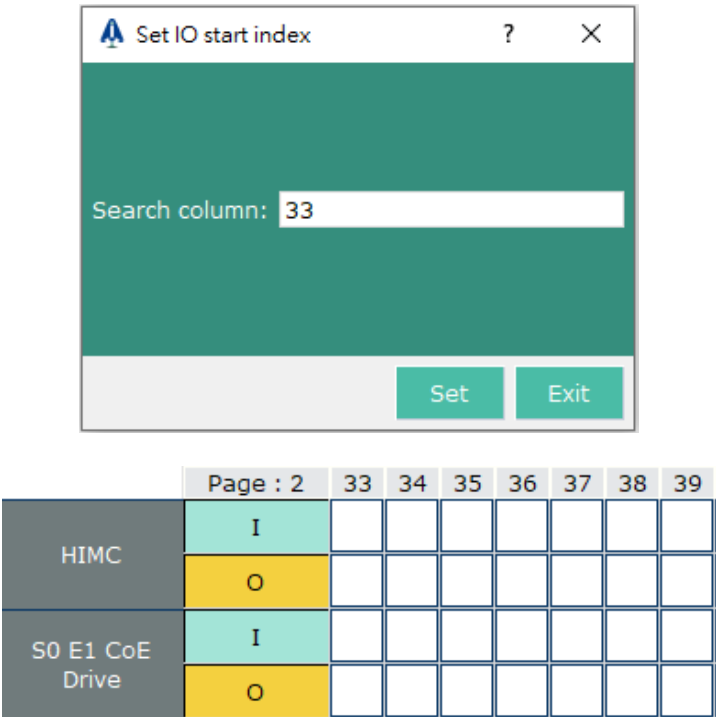 Set IO start index ?
Search column: 33
Set Exit
Page : 2 33 34 35 36 37 38 39
HIMC
I
O
S0 E1 CoE
Drive
I
O